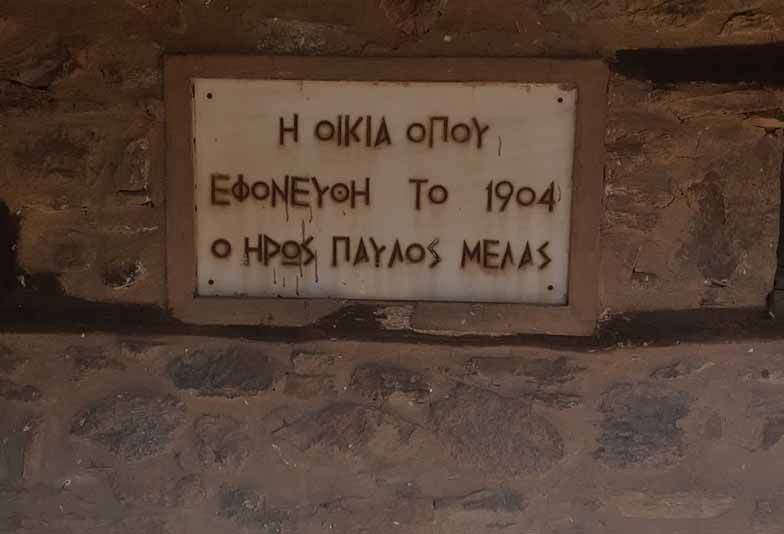 Η ΟΙΚΙΑ ΟΠΟΥ
ΕΦΟΝΕΥΘΗ ΤΟ 1904
Ο ΗΡΩΣ ΠΑΥΛΟΣ ΜΕΛΑΣ